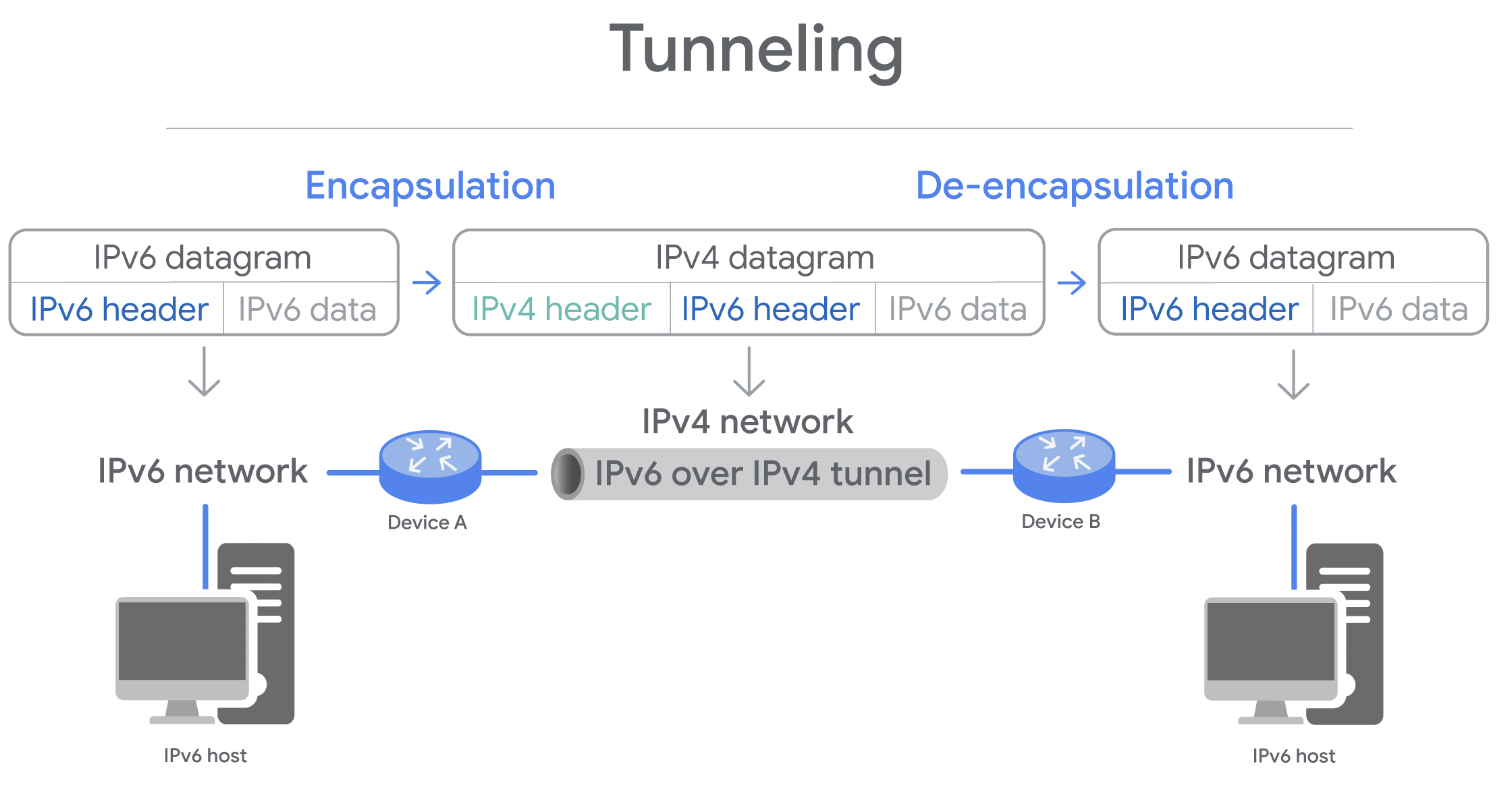 Tunneling
Encapsulation
De-encapsulation
IPv6 datagram
IPv6 header
IPv6 data
IPv4 datagram
IPv4 header
IPv6 header
IPv6 data
IPv6 datagram
IPv6 header
IPv6 data
IPv6 network
Device A
IPv4 network
IPv6 over IPv4 tunnel
Device B
IPv6 network
IPv6 host
IPv6 host